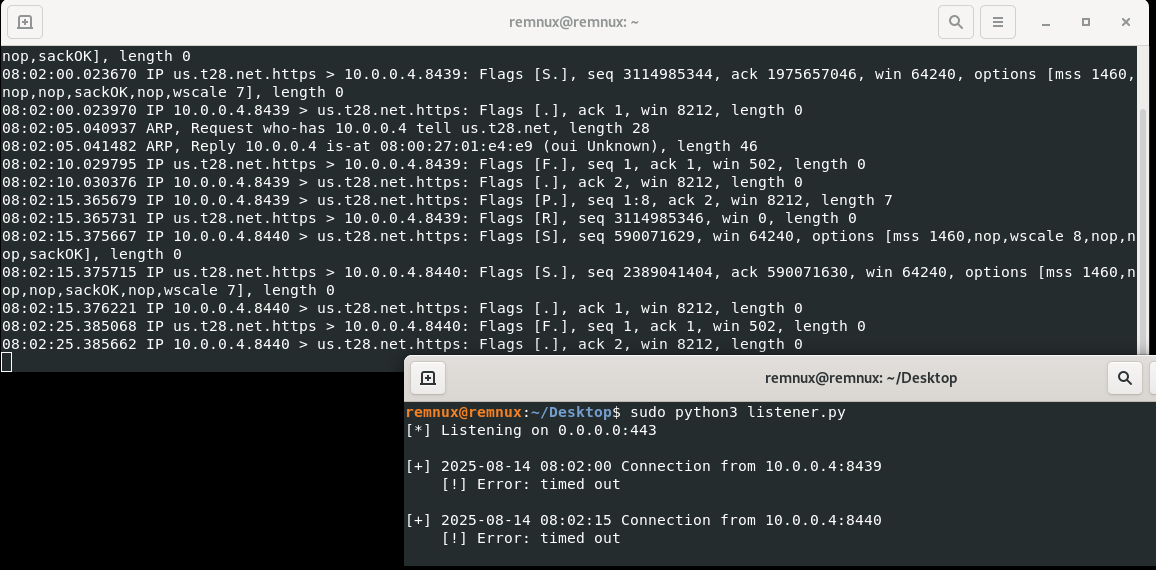 remnux@remnux: ~
nop,sackOK], length 0
08:02:00.023670 IP us.t28.net.https > 10.0.0.4.8439: Flags [S.], seq 3114985344, ack 1975657046, win 64240, options [mss 1460,
nop,nop,sackOK,nop,wscale 7], length 0
08:02:00.023970 IP 10.0.0.4.8439 > us.t28.net.https: Flags [.], ack 1, win 8212, length 0
08:02:05.040937 ARP, Request who-has 10.0.0.4 tell us.t28.net, length 28
08:02:05.041482 ARP, Reply 10.0.0.4 is-at 08:00:27:01:e4:e9 (oui Unknown), length 46
08:02:10.029795 IP us.t28.net.https > 10.0.0.4.8439: Flags [F.], seq 1, ack 1, win 502, length 0
08:02:10.030376 IP 10.0.0.4.8439 > us.t28.net.https: Flags [.], ack 2, win 8212, length 0
08:02:15.365679 IP 10.0.0.4.8439 > us.t28.net.https: Flags [P.], seq 1:8, ack 2, win 8212, length 7
08:02:15.365731 IP us.t28.net.https > 10.0.0.4.8439: Flags [R], seq 3114985346, win 0, length 0
08:02:15.375667 IP 10.0.0.4.8440 > us.t28.net.https: Flags [S], seq 590071629, win 64240, options [mss 1460,nop,wscale 8,nop,n
op,sackOK], length 0
08:02:15.375715 IP us.t28.net.https > 10.0.0.4.8440: Flags [S.], seq 2389041404, ack 590071630, win 64240, options [mss 1460,n
op,nop,sackOK,nop,wscale 7], length 0
08:02:15.376221 IP 10.0.0.4.8440 > us.t28.net.https: Flags [.], ack 1, win 8212, length 0
08:02:25.385068 IP us.t28.net.https > 10.0.0.4.8440: Flags [F.], seq 1, ack 1, win 502, length 0
08:02:25.385662 IP 10.0.0.4.8440 > us.t28.net.https: Flags [.], ack 2, win 8212, length 0
remnux@remnux: ~/Desktop
remnux@remnux:~/Desktop$ sudo python3 listener.py
[*] Listening on 0.0.0.0:443
[+] 2025-08-14 08:02:00 Connection from 10.0.0.4:8439
[!] Error: timed out
[+] 2025-08-14 08:02:15 Connection from 10.0.0.4:8440
[!] Error: timed out